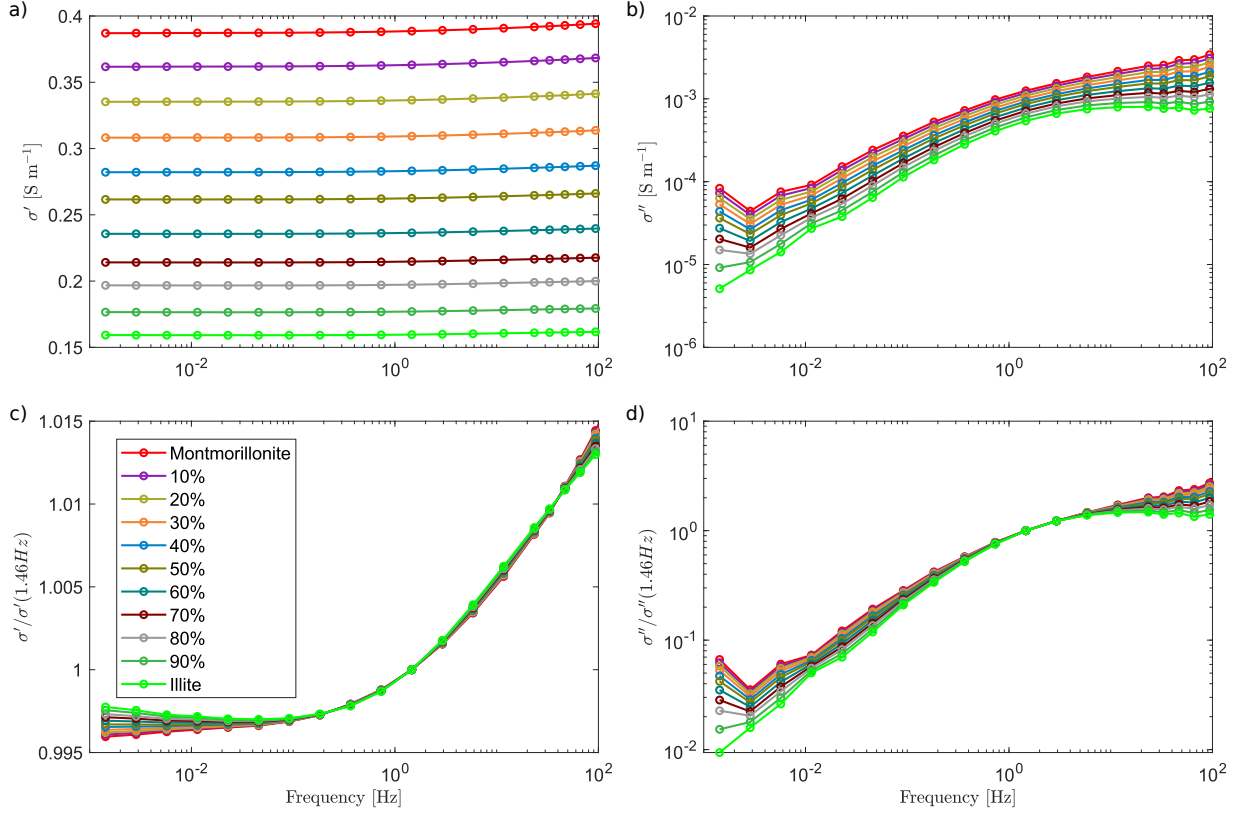 a)
0.4
0.35
0.3
0.25
0.2
0.15
σ′ [S m⁻¹]
10⁻² 10⁰ 10²
b)
10⁻²
10⁻³
10⁻⁴
10⁻⁵
10⁻⁶
σ″ [S m⁻¹]
10⁻² 10⁰ 10²
c)
1.015
1.01
1.005
1
0.995
σ′/σ′(1.46Hz)
Montmorillonite
10%
20%
30%
40%
50%
60%
70%
80%
90%
Illite
10⁻² 10⁰ 10²
Frequency [Hz]
d)
10¹
10⁰
10⁻¹
10⁻²
σ″/σ″(1.46Hz)
10⁻² 10⁰ 10²
Frequency [Hz]